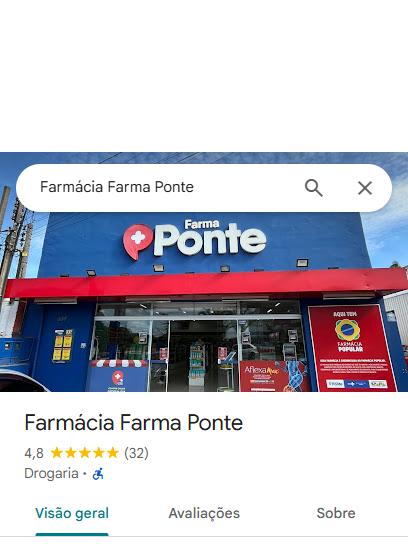 Farmácia Farma Ponte
Farma
Ponte
AQUI TEM
FARMÁCIA
POPULAR
Aflexa
Farmácia Farma Ponte
4,8 (32)
Drogaria ·
Visão geral Avaliações Sobre